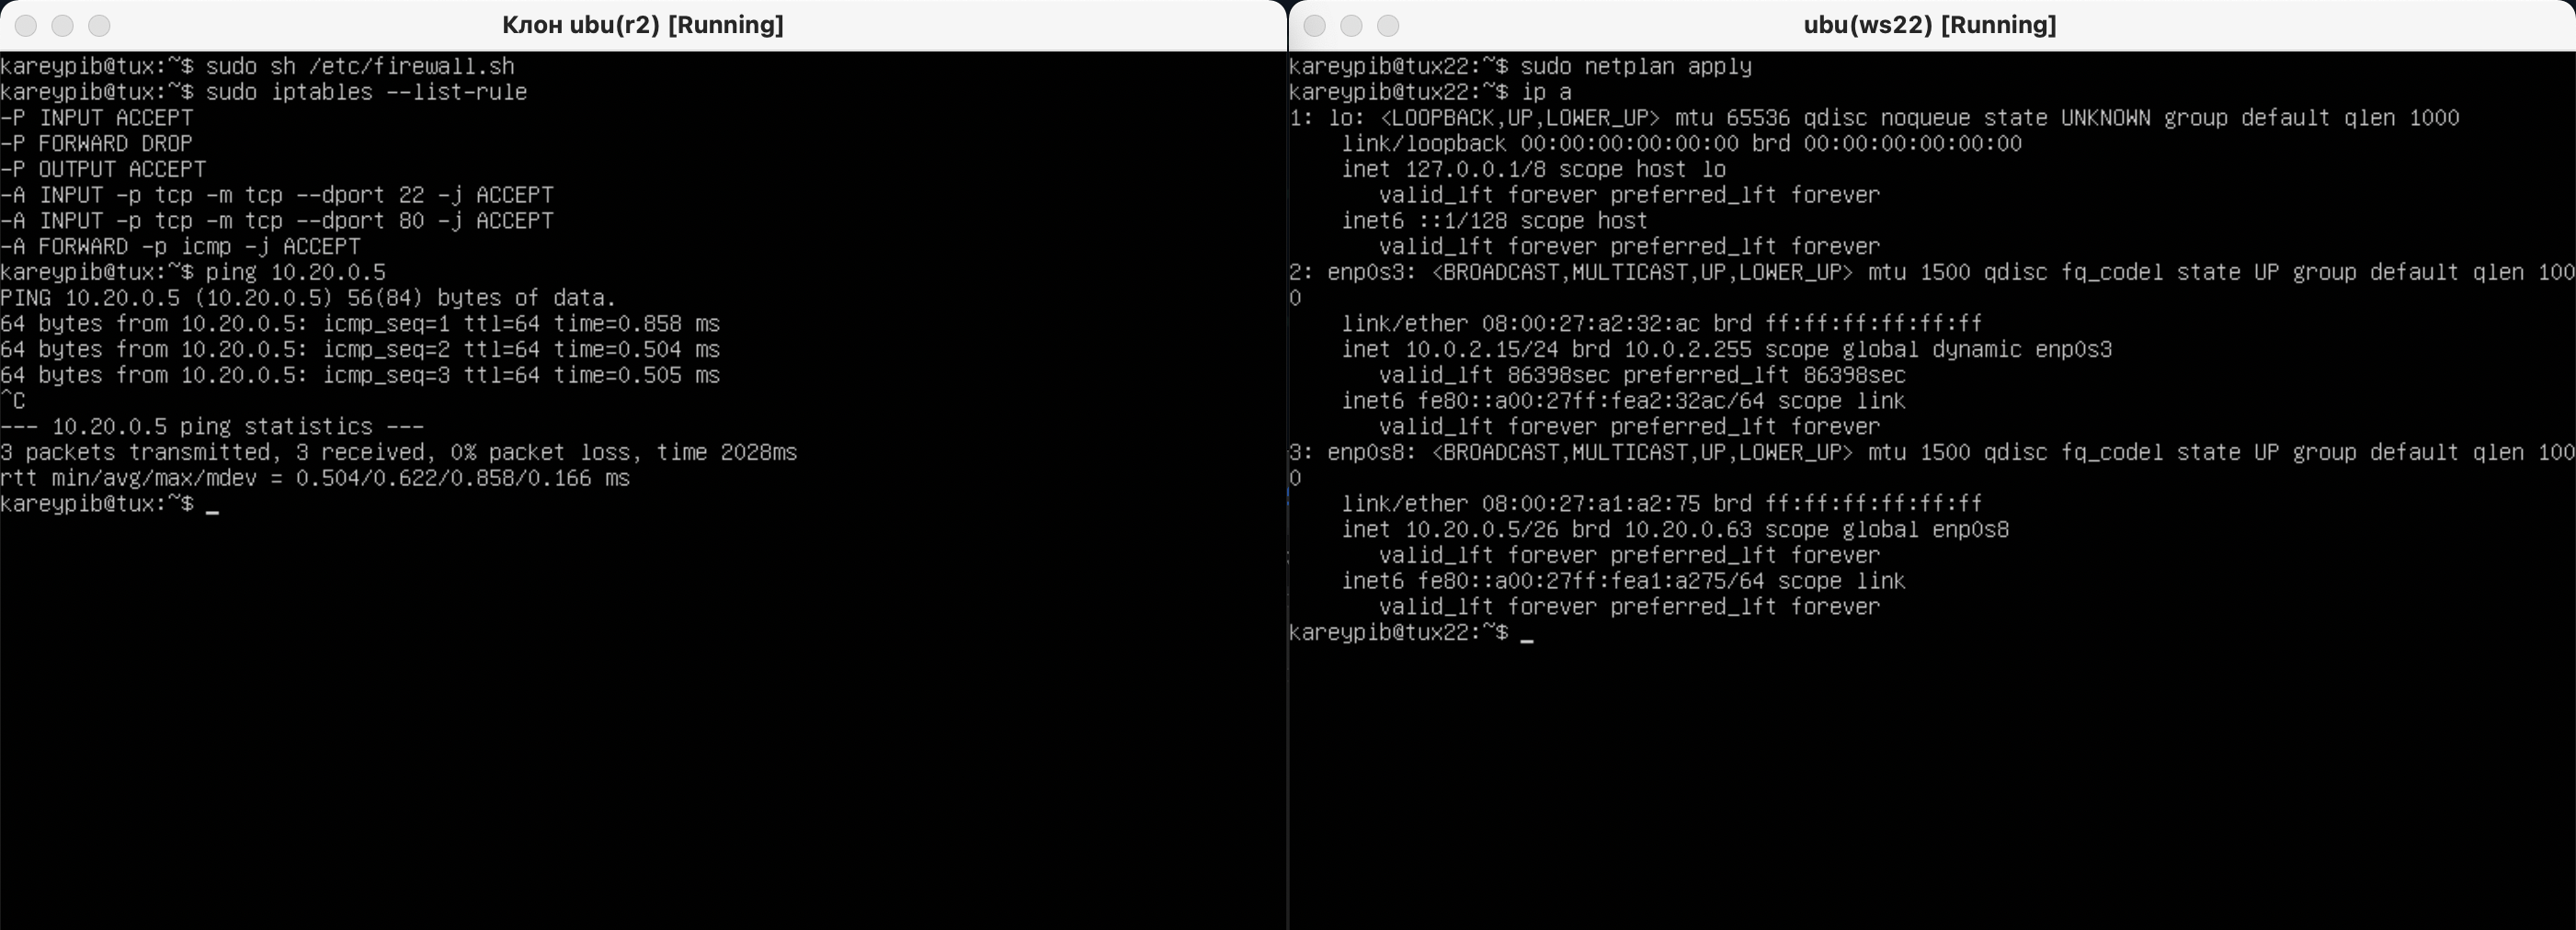 Клон ubu(r2) [Running]
kareypib@tux:~$ sudo sh /etc/firewall.sh
kareypib@tux:~$ sudo iptables --list-rule
-P INPUT ACCEPT
-P FORWARD DROP
-P OUTPUT ACCEPT
-A INPUT -p tcp -m tcp --dport 22 -j ACCEPT
-A INPUT -p tcp -m tcp --dport 80 -j ACCEPT
-A FORWARD -p icmp -j ACCEPT
kareypib@tux:~$ ping 10.20.0.5
PING 10.20.0.5 (10.20.0.5) 56(84) bytes of data.
64 bytes from 10.20.0.5: icmp_seq=1 ttl=64 time=0.858 ms
64 bytes from 10.20.0.5: icmp_seq=2 ttl=64 time=0.504 ms
64 bytes from 10.20.0.5: icmp_seq=3 ttl=64 time=0.505 ms
^C
--- 10.20.0.5 ping statistics ---
3 packets transmitted, 3 received, 0% packet loss, time 2028ms
rtt min/avg/max/mdev = 0.504/0.622/0.858/0.166 ms
kareypib@tux:~$ _
ubu(ws22) [Running]
kareypib@tux22:~$ sudo netplan apply
kareypib@tux22:~$ ip a
1: lo: <LOOPBACK,UP,LOWER_UP> mtu 65536 qdisc noqueue state UNKNOWN group default qlen 1000
link/loopback 00:00:00:00:00:00 brd 00:00:00:00:00:00
inet 127.0.0.1/8 scope host lo
valid_lft forever preferred_lft forever
inet6 ::1/128 scope host
valid_lft forever preferred_lft forever
2: enp0s3: <BROADCAST,MULTICAST,UP,LOWER_UP> mtu 1500 qdisc fq_codel state UP group default qlen 100
0
link/ether 08:00:27:a2:32:ac brd ff:ff:ff:ff:ff:ff
inet 10.0.2.15/24 brd 10.0.2.255 scope global dynamic enp0s3
valid_lft 86398sec preferred_lft 86398sec
inet6 fe80::a00:27ff:fea2:32ac/64 scope link
valid_lft forever preferred_lft forever
3: enp0s8: <BROADCAST,MULTICAST,UP,LOWER_UP> mtu 1500 qdisc fq_codel state UP group default qlen 100
0
link/ether 08:00:27:a1:a2:75 brd ff:ff:ff:ff:ff:ff
inet 10.20.0.5/26 brd 10.20.0.63 scope global enp0s8
valid_lft forever preferred_lft forever
inet6 fe80::a00:27ff:fea1:a275/64 scope link
valid_lft forever preferred_lft forever
kareypib@tux22:~$ _